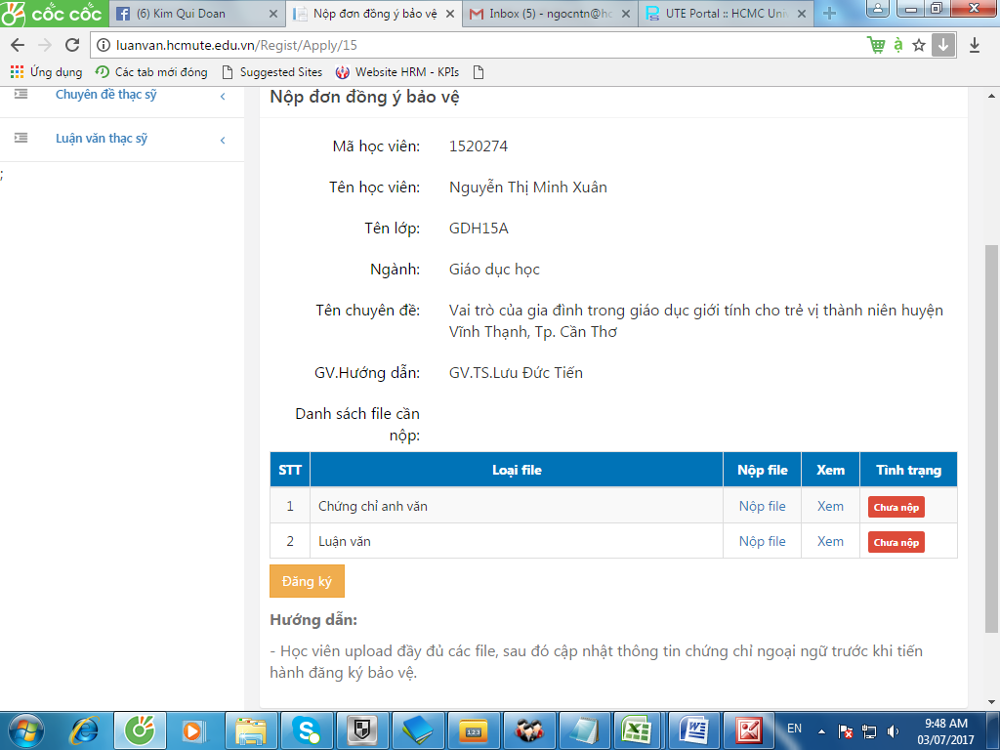 cốc cốc
(6) Kim Qui Doan
Nộp đơn đồng ý bảo vệ
Inbox (5) - ngocntn@hc
UTE Portal :: HCMC Univ
luanvan.hcmute.edu.vn/Regist/Apply/15
Ứng dụng
Các tab mới đóng
Suggested Sites
Website HRM - KPIs
Chuyên đề thạc sỹ
Luận văn thạc sỹ
;
Nộp đơn đồng ý bảo vệ
Mã học viên: 1520274
Tên học viên: Nguyễn Thị Minh Xuân
Tên lớp: GDH15A
Ngành: Giáo dục học
Tên chuyên đề: Vai trò của gia đình trong giáo dục giới tính cho trẻ vị thành niên huyện
Vĩnh Thạnh, Tp. Cần Thơ
GV.Hướng dẫn: GV.TS.Lưu Đức Tiến
Danh sách file cần
nộp:
STT Loại file Nộp file Xem Tình trạng
1 Chứng chỉ anh văn Nộp file Xem Chưa nộp
2 Luận văn Nộp file Xem Chưa nộp
Đăng ký
Hướng dẫn:
- Học viên upload đầy đủ các file, sau đó cập nhật thông tin chứng chỉ ngoại ngữ trước khi tiến
hành đăng ký bảo vệ.
EN
9:48 AM
03/07/2017